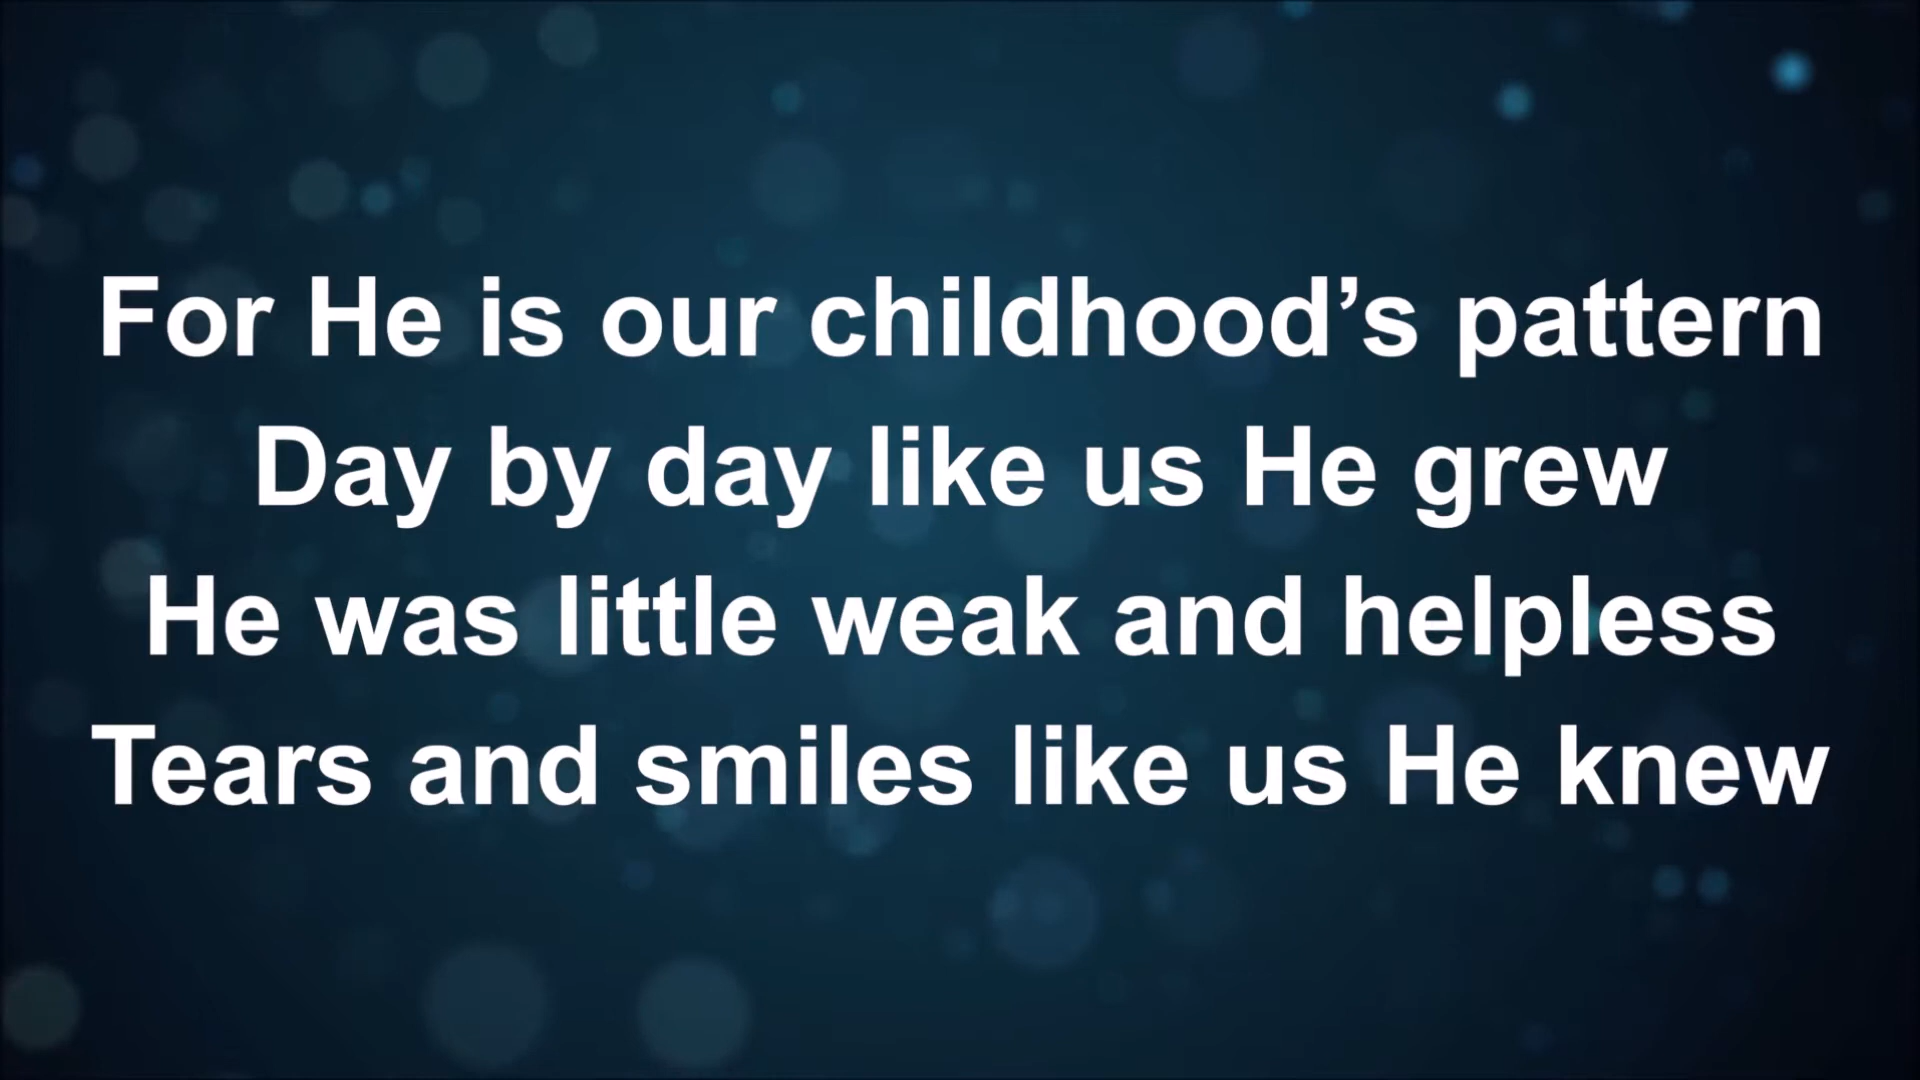 For He is our childhood’s pattern
Day by day like us He grew
He was little weak and helpless
Tears and smiles like us He knew